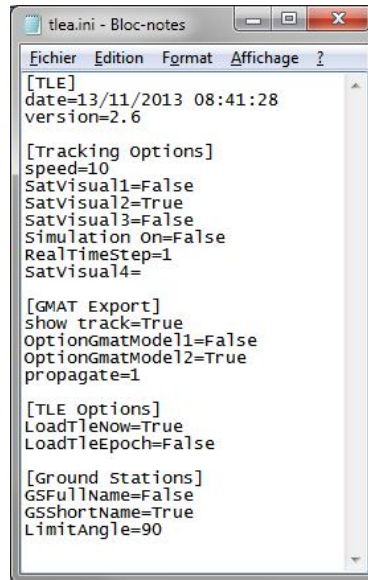 tlea.ini - Bloc-notes
Fichier Edition Format Affichage ?
[TLE]
date=13/11/2013 08:41:28
version=2.6
[Tracking Options]
speed=10
SatVisual1=False
SatVisual2=True
SatVisual3=False
Simulation On=False
RealTimeStep=1
SatVisual4=
[GMAT Export]
show track=True
OptionGmatModel1=False
OptionGmatModel2=True
propagate=1
[TLE Options]
LoadTleNow=True
LoadTleEpoch=False
[Ground Stations]
GSFullName=False
GSShortName=True
LimitAngle=90